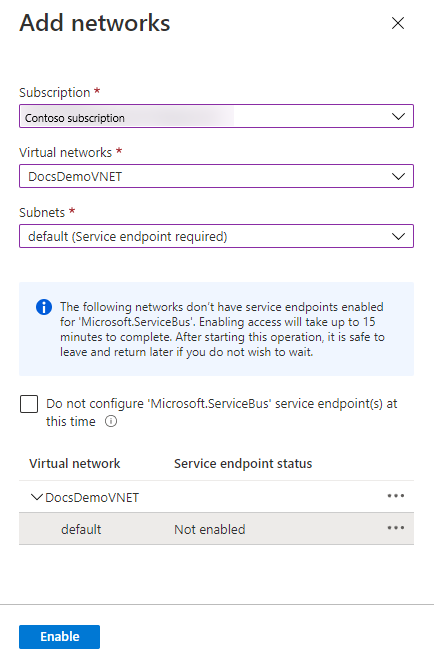 Add networks
Subscription *
Contoso subscription
Virtual networks *
DocsDemoVNET
Subnets *
default (Service endpoint required)
The following networks don't have service endpoints enabled
for 'Microsoft.ServiceBus'. Enabling access will take up to 15
minutes to complete. After starting this operation, it is safe to
leave and return later if you do not wish to wait.
Do not configure 'Microsoft.ServiceBus' service endpoint(s) at
this time
Virtual network Service endpoint status
DocsDemoVNET
default Not enabled
Enable